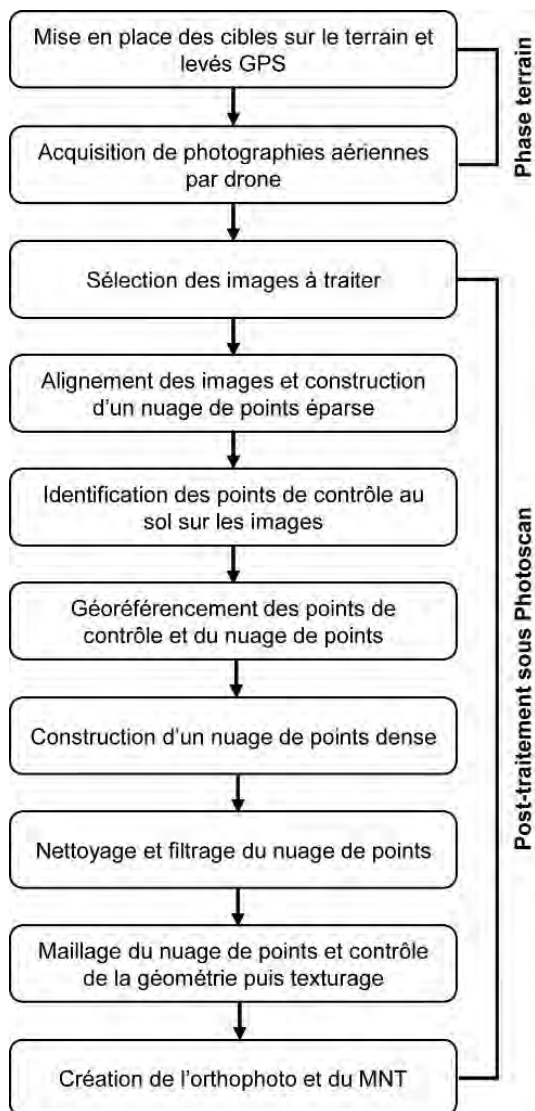 Mise en place des cibles sur le terrain et
levés GPS
Acquisition de photographies aériennes
par drone
Phase terrain
Sélection des images à traiter
Alignement des images et construction
d'un nuage de points éparse
Identification des points de contrôle au
sol sur les images
Géoréférencement des points de
contrôle et du nuage de points
Construction d'un nuage de points dense
Nettoyage et filtrage du nuage de points
Maillage du nuage de points et contrôle
de la géométrie puis texturage
Création de l'orthophoto et du MNT
Post-traitement sous Photoscan